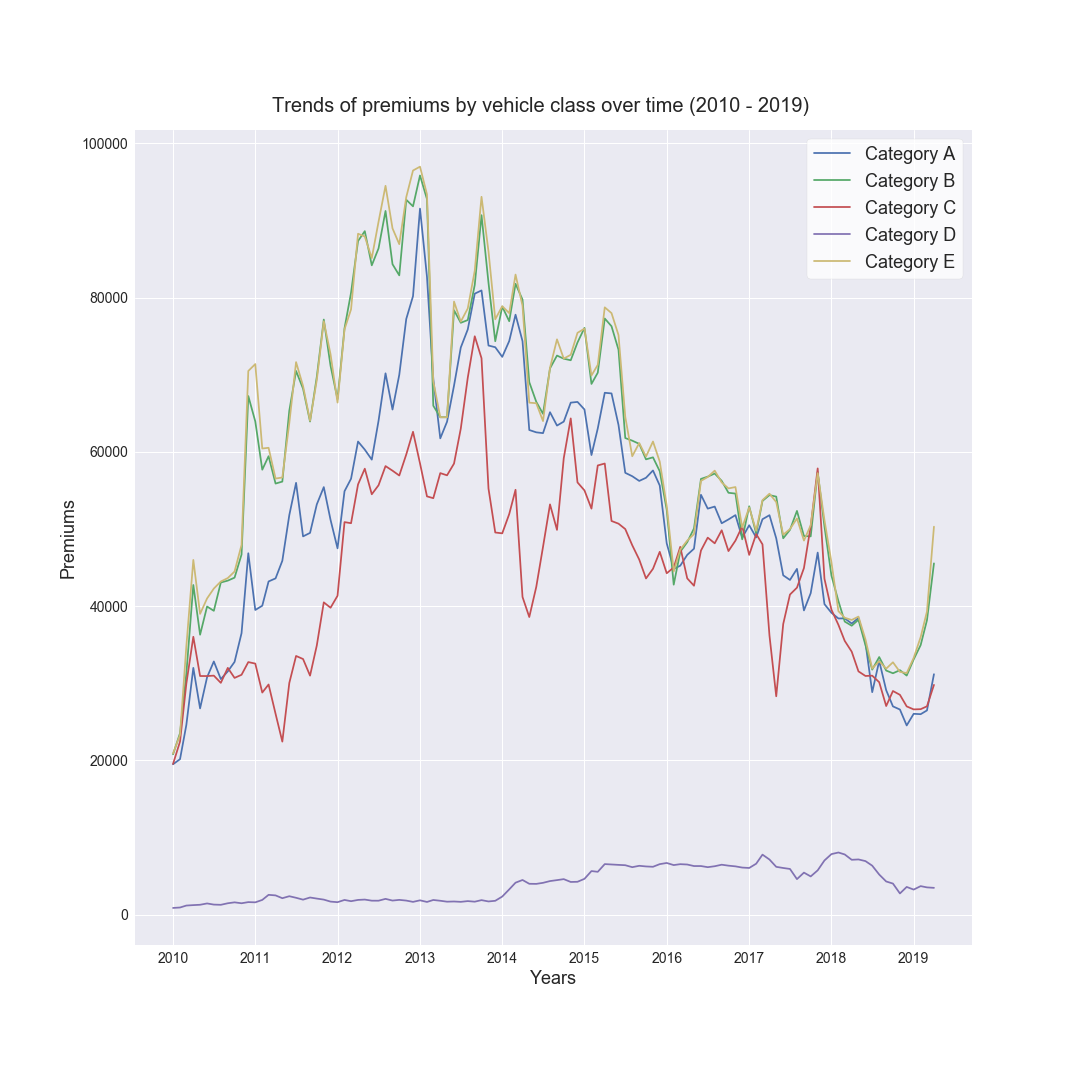 Trends of premiums by vehicle class over time (2010 - 2019)
100000
80000
60000
40000
20000
0
Premiums
Category A
Category B
Category C
Category D
Category E
2010 2011 2012 2013 2014 2015 2016 2017 2018 2019
Years